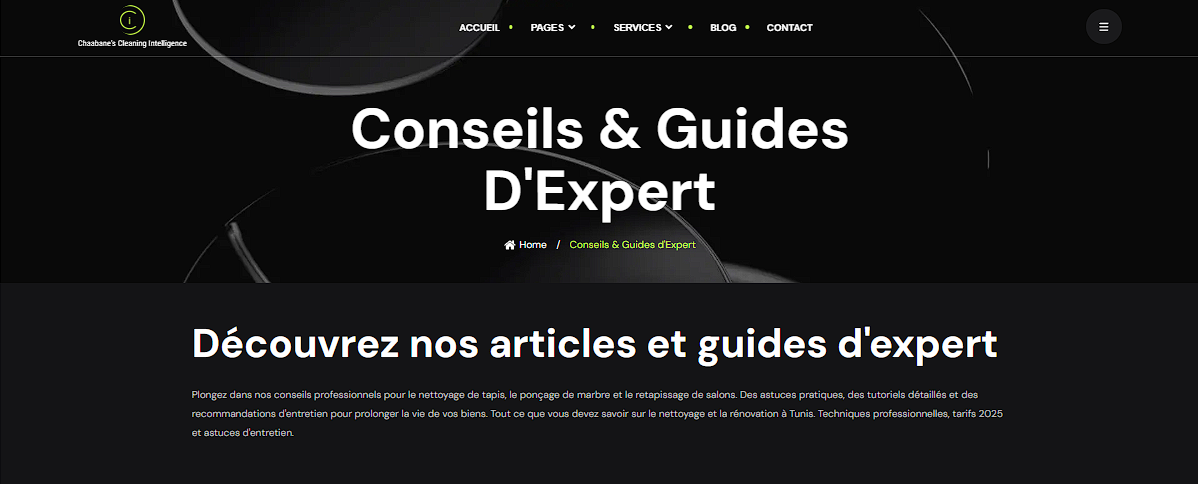 Ci
Chaabane's Cleaning Intelligence
ACCUEIL • PAGES • SERVICES • BLOG • CONTACT
Conseils & Guides
D'Expert
Home / Conseils & Guides d'Expert
Découvrez nos articles et guides d'expert
Plongez dans nos conseils professionnels pour le nettoyage de tapis, le ponçage de marbre et le retapissage de salons. Des astuces pratiques, des tutoriels détaillés et des
recommandations d'entretien pour prolonger la vie de vos biens. Tout ce que vous devez savoir sur le nettoyage et la rénovation à Tunis. Techniques professionnelles, tarifs 2025
et astuces d'entretien.